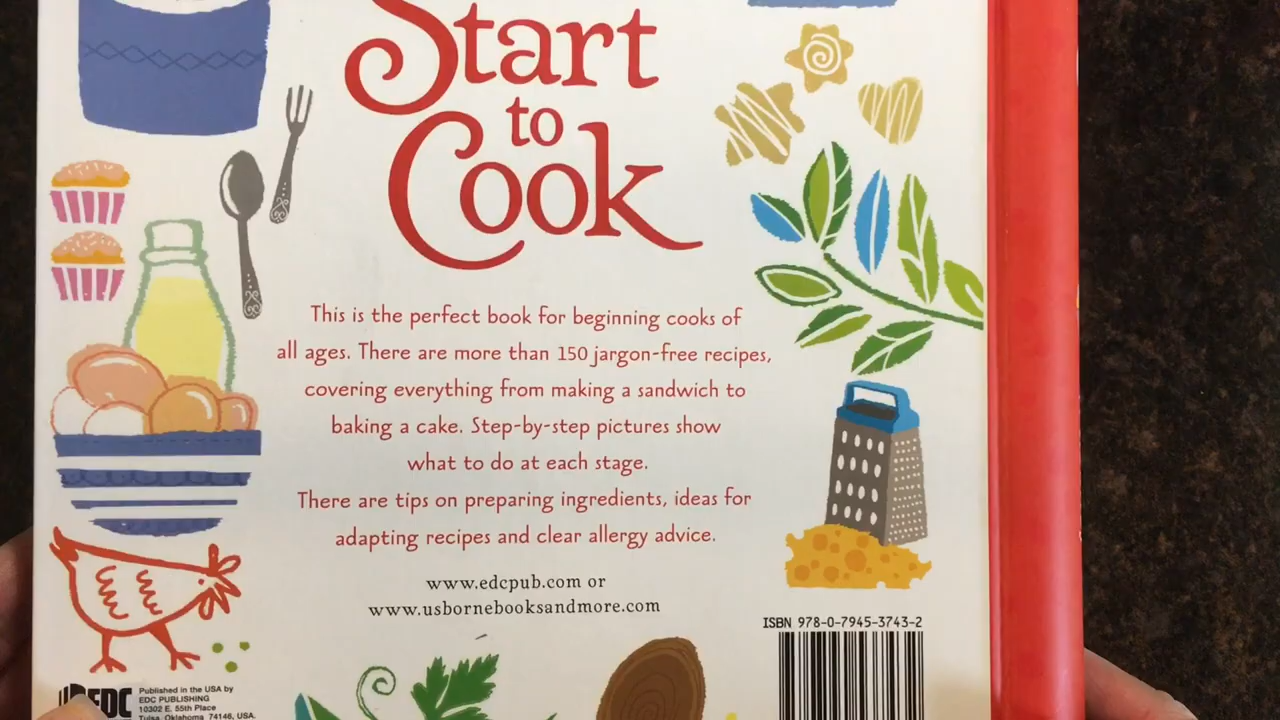 Start
to
Cook
This is the perfect book for beginning cooks of
all ages. There are more than 150 jargon-free recipes,
covering everything from making a sandwich to
baking a cake. Step-by-step pictures show
what to do at each stage.
There are tips on preparing ingredients, ideas for
adapting recipes and clear allergy advice.
www.edcpub.com or
www.usbornebooksandmore.com
ISBN 978-0-7945-3743-2
EDC
Published in the USA by
EDC PUBLISHING
10302 E. 55th Place
Tulsa, Oklahoma 74146, USA.